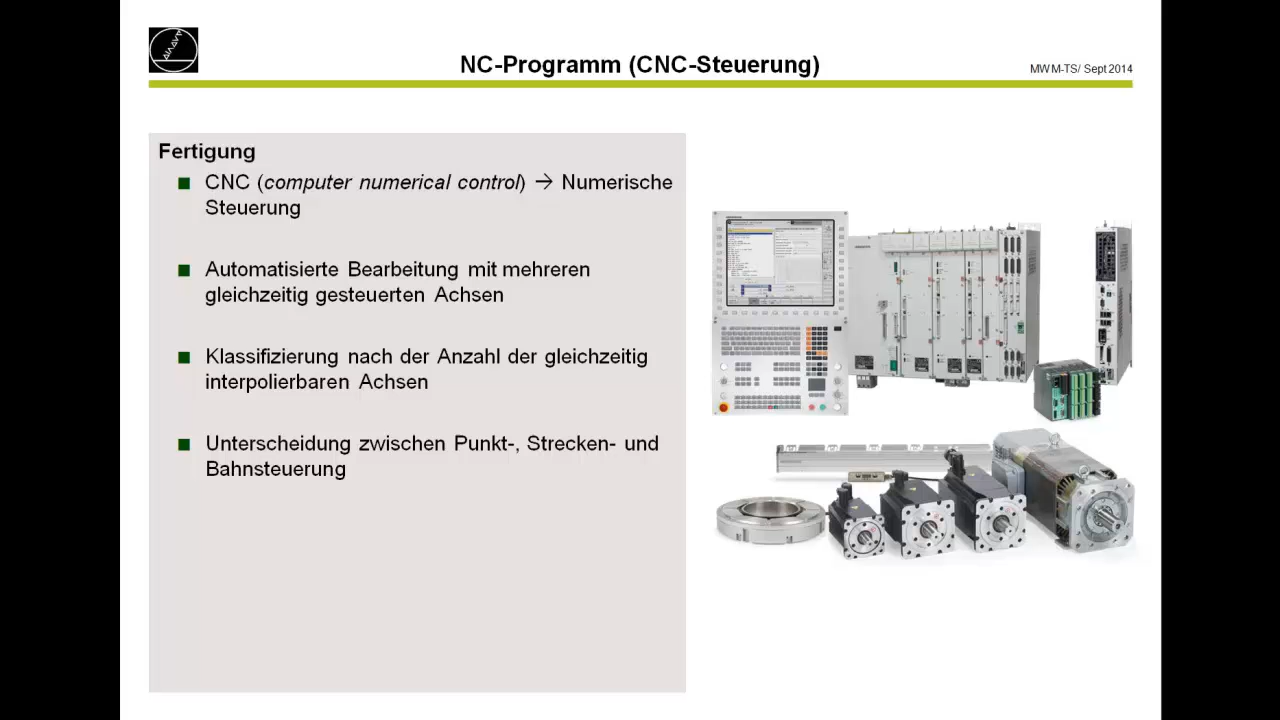 NC-Programm (CNC-Steuerung)
MWM-TS/ Sept 2014
Fertigung
CNC (computer numerical control) → Numerische
Steuerung
Automatisierte Bearbeitung mit mehreren
gleichzeitig gesteuerten Achsen
Klassifizierung nach der Anzahl der gleichzeitig
interpolierbaren Achsen
Unterscheidung zwischen Punkt-, Strecken- und
Bahnsteuerung